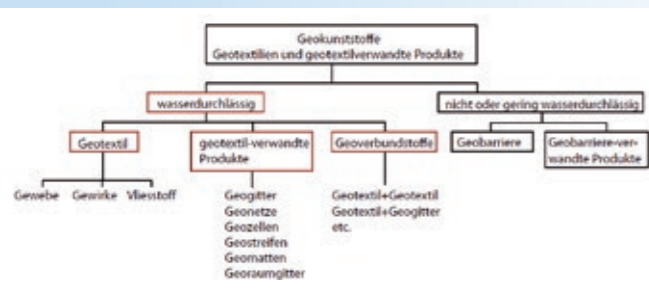 Geokunststoffe
Geotextilien und geotextilverwandte Produkte
wasserdurchlässig
nicht oder gering wasserdurchlässig
Geotextil
geotextil-verwandte
Produkte
Geoverbundstoffe
Geobarriere
Geobarriere-ver-
wandte Produkte
Gewebe
Gewirke
Vliesstoff
Geogitter
Geonetze
Geozellen
Geostreifen
Geomatten
Georaumgitter
Geotextil+Geotextil
Geotextil+Geogitter
etc.